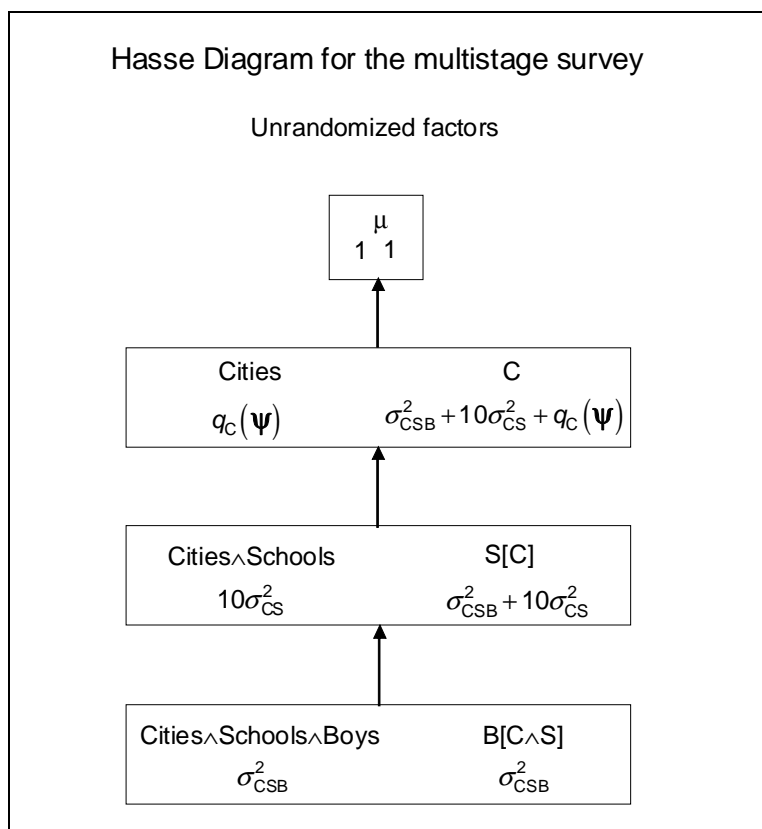 Hasse Diagram for the multistage survey
Unrandomized factors
μ
1 1
Cities C
q_C(ψ) σ²_CSB + 10σ²_CS + q_C(ψ)
Cities∧Schools S[C]
10σ²_CS σ²_CSB + 10σ²_CS
Cities∧Schools∧Boys B[C∧S]
σ²_CSB σ²_CSB